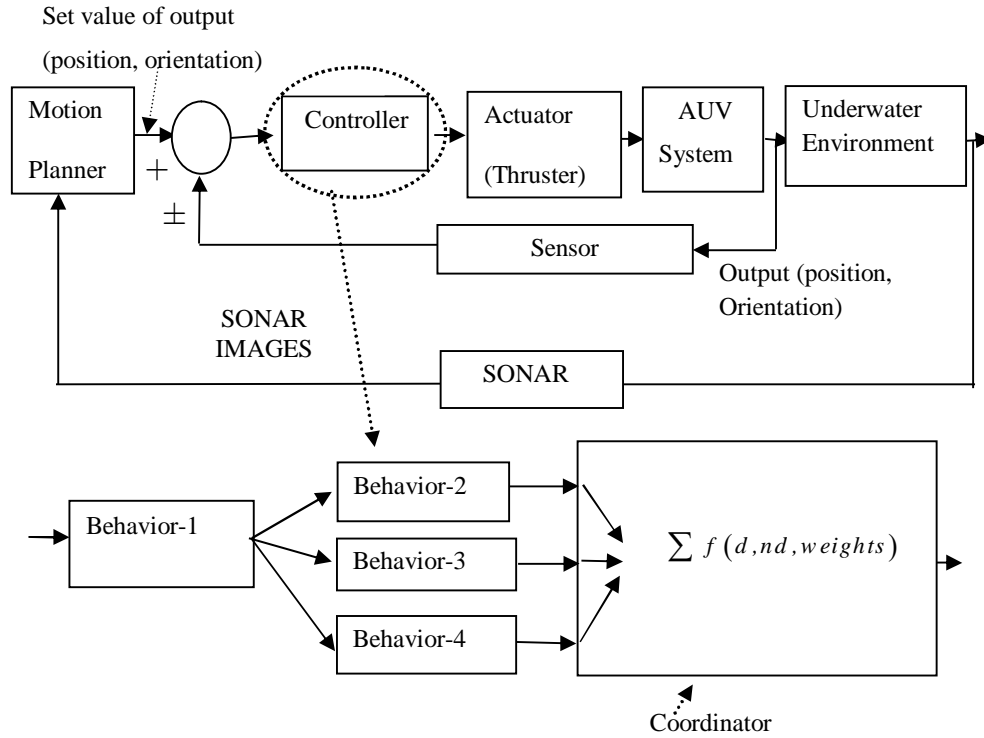 Set value of output
(position, orientation)
Motion
Planner
+
±
Controller
Actuator
(Thruster)
AUV
System
Underwater
Environment
Sensor
Output (position,
Orientation)
SONAR
IMAGES
SONAR
Behavior-1
Behavior-2
Behavior-3
Behavior-4
∑ f(d,nd,weights)
Coordinator